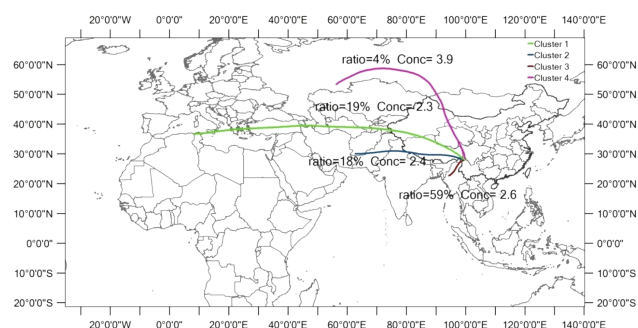 20°0'0"W 0°0'0" 20°0'0"E 40°0'0"E 60°0'0"E 80°0'0"E 100°0'0"E 120°0'0"E 140°0'0"E
Cluster 1
Cluster 2
Cluster 3
Cluster 4
ratio=4% Conc= 3.9
60°0'0"N 60°0'0"N
50°0'0"N 50°0'0"N
ratio=19% Conc= 2.3
40°0'0"N 40°0'0"N
30°0'0"N 30°0'0"N
ratio=18% Conc= 2.4
20°0'0"N 20°0'0"N
ratio=59% Conc= 2.6
10°0'0"N 10°0'0"N
0°0'0" 0°0'0"
10°0'0"S 10°0'0"S
20°0'0"S 20°0'0"S
20°0'0"W 0°0'0" 20°0'0"E 40°0'0"E 60°0'0"E 80°0'0"E 100°0'0"E 120°0'0"E 140°0'0"E